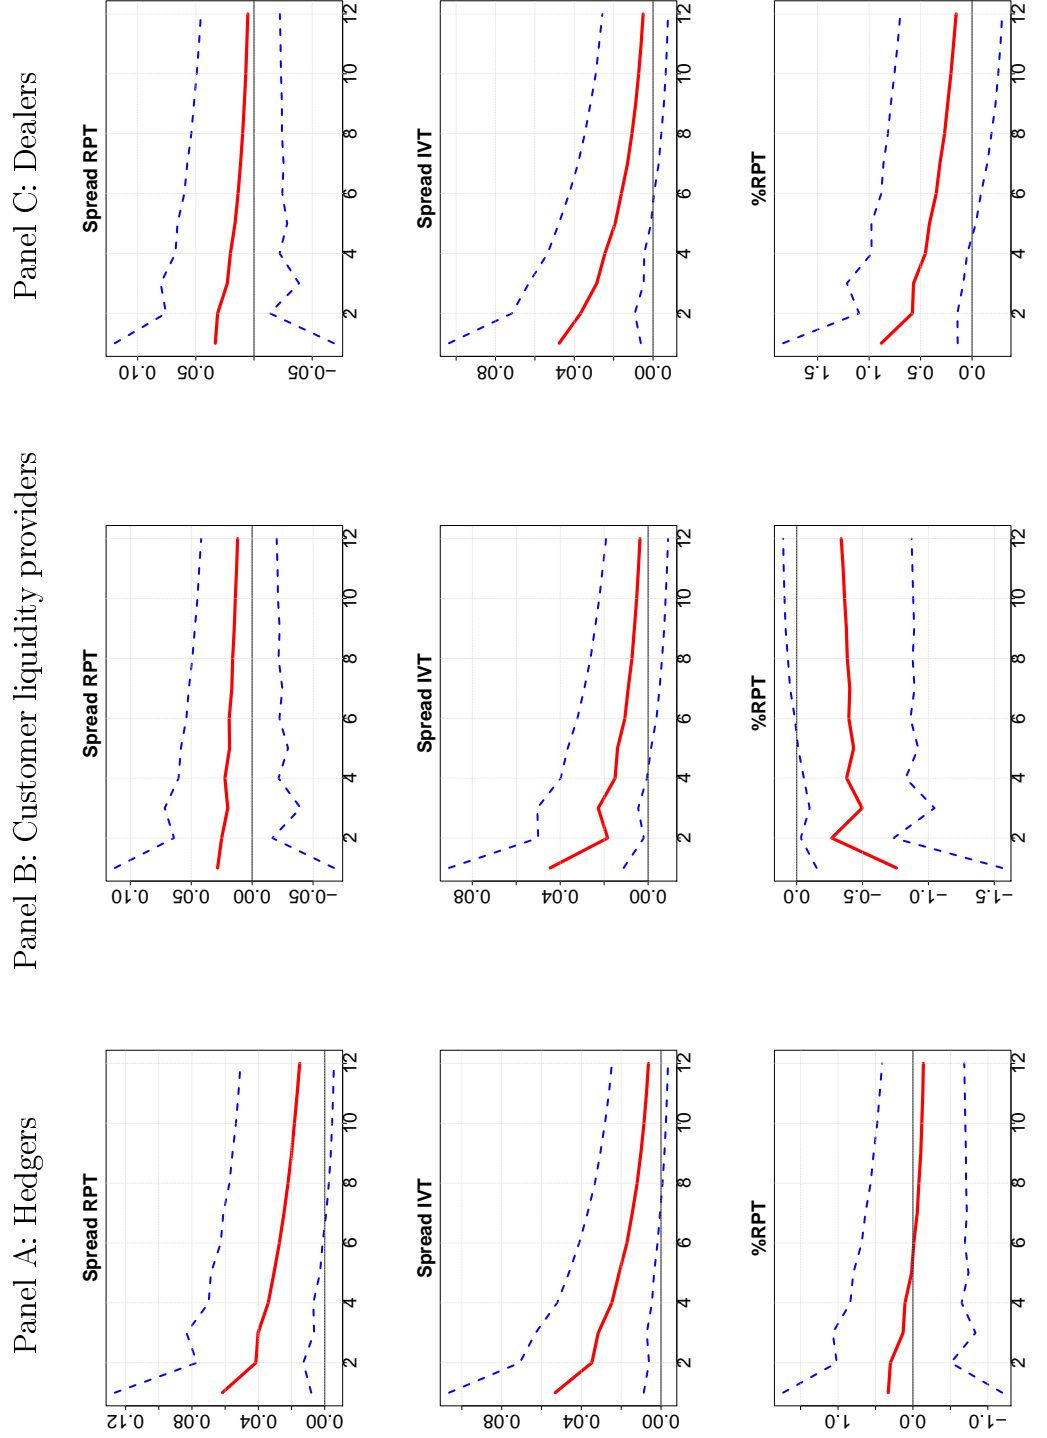 Panel A: Hedgers
Spread RPT
0.12 0.08 0.04 0.00
2 4 6 8 10 12
Spread IVT
0.08 0.04 0.00
2 4 6 8 10 12
%RPT
1.0 0.0 −1.0
2 4 6 8 10 12
Panel B: Customer liquidity providers
Spread RPT
0.10 0.05 0.00 −0.05
2 4 6 8 10 12
Spread IVT
0.08 0.04 0.00
2 4 6 8 10 12
%RPT
0.0 −0.5 −1.0 −1.5
2 4 6 8 10 12
Panel C: Dealers
Spread RPT
0.10 0.05 −0.05
2 4 6 8 10 12
Spread IVT
0.08 0.04 0.00
2 4 6 8 10 12
%RPT
1.5 1.0 0.5 0.0
2 4 6 8 10 12